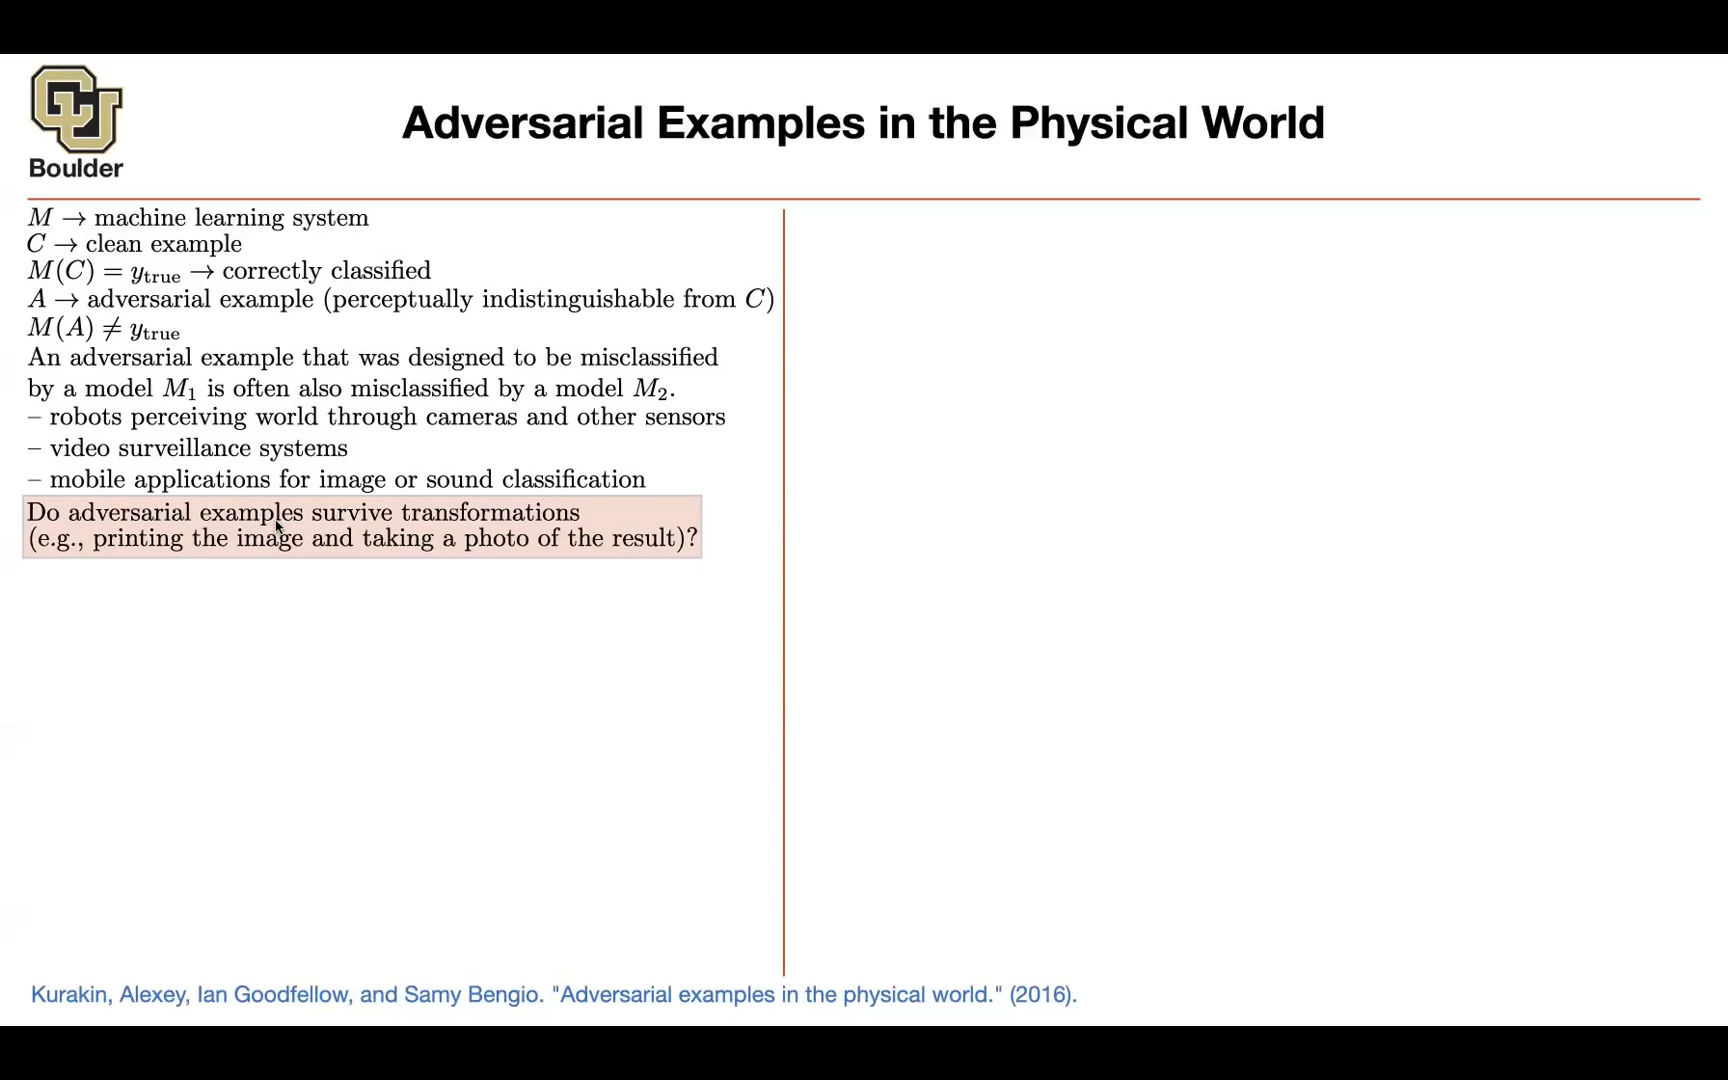 CU
Boulder
Adversarial Examples in the Physical World
M → machine learning system
C → clean example
M(C) = y_true → correctly classified
A → adversarial example (perceptually indistinguishable from C)
M(A) ≠ y_true
An adversarial example that was designed to be misclassified
by a model M₁ is often also misclassified by a model M₂.
– robots perceiving world through cameras and other sensors
– video surveillance systems
– mobile applications for image or sound classification
Do adversarial examples survive transformations
(e.g., printing the image and taking a photo of the result)?
Kurakin, Alexey, Ian Goodfellow, and Samy Bengio. "Adversarial examples in the physical world." (2016).